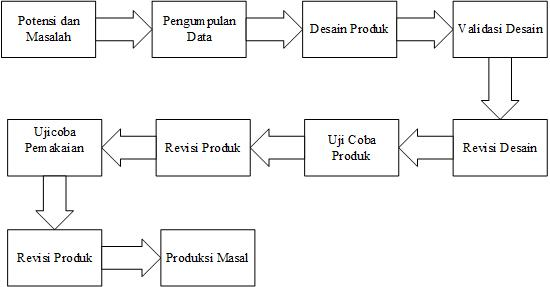 Potensi dan
Masalah
Pengumpulan
Data
Desain Produk
Validasi Desain
Revisi Desain
Uji Coba
Produk
Revisi Produk
Ujicoba
Pemakaian
Revisi Produk
Produksi Masal